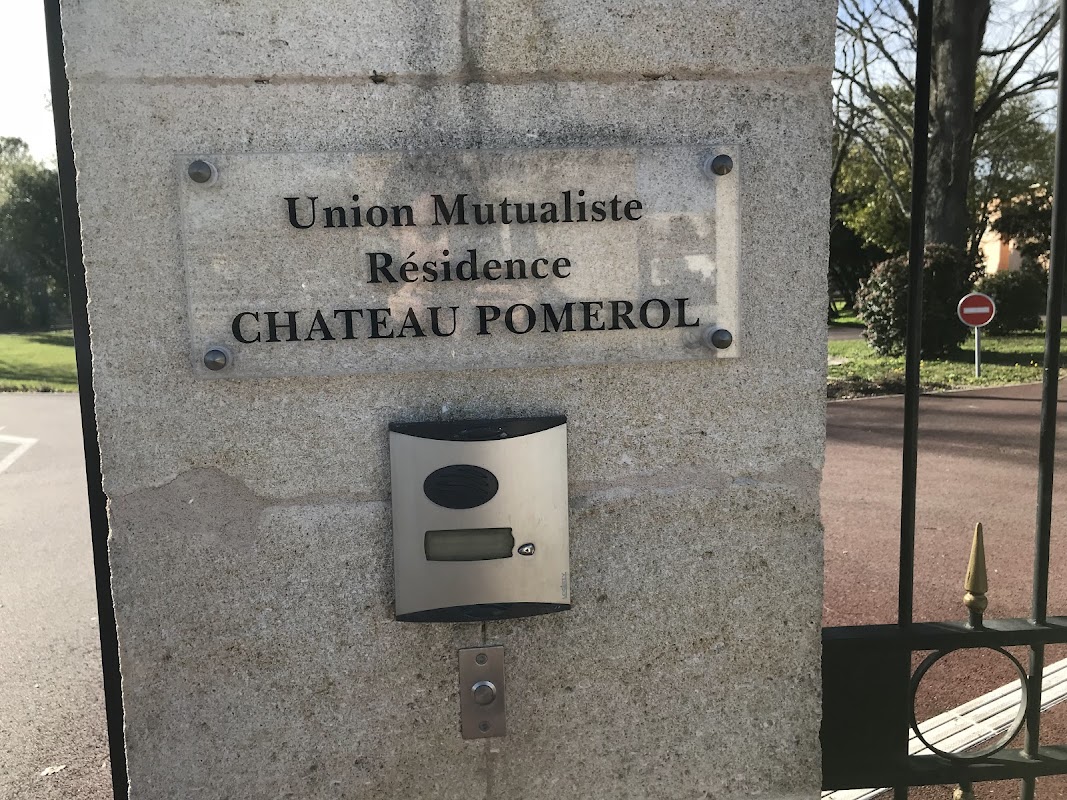 Union Mutualiste
Résidence
CHATEAU POMEROL